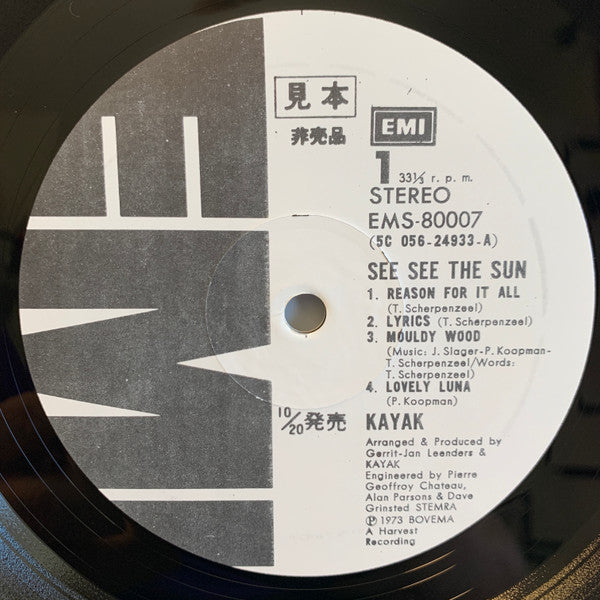 EMI
見本
非売品
EMI
1 33⅓ r. p. m.
STEREO
EMS-80007
(5C 056-24933-A)
SEE SEE THE SUN
1. REASON FOR IT ALL
(T. Scherpenzeel)
2. LYRICS (T. Scherpenzeel)
3. MOULDY WOOD
(Music: J. Slager-P. Koopman-
T. Scherpenzeel/Words:
T. Scherpenzeel)
4. LOVELY LUNA
(P. Koopman)
10/20発売
KAYAK
Arranged & Produced by
Gerrit-Jan Leenders &
KAYAK
Engineered by Pierre
Geoffroy Chateau,
Alan Parsons & Dave
Grinsted STEMRA
Ⓟ 1973 BOVEMA
A Harvest
Recording